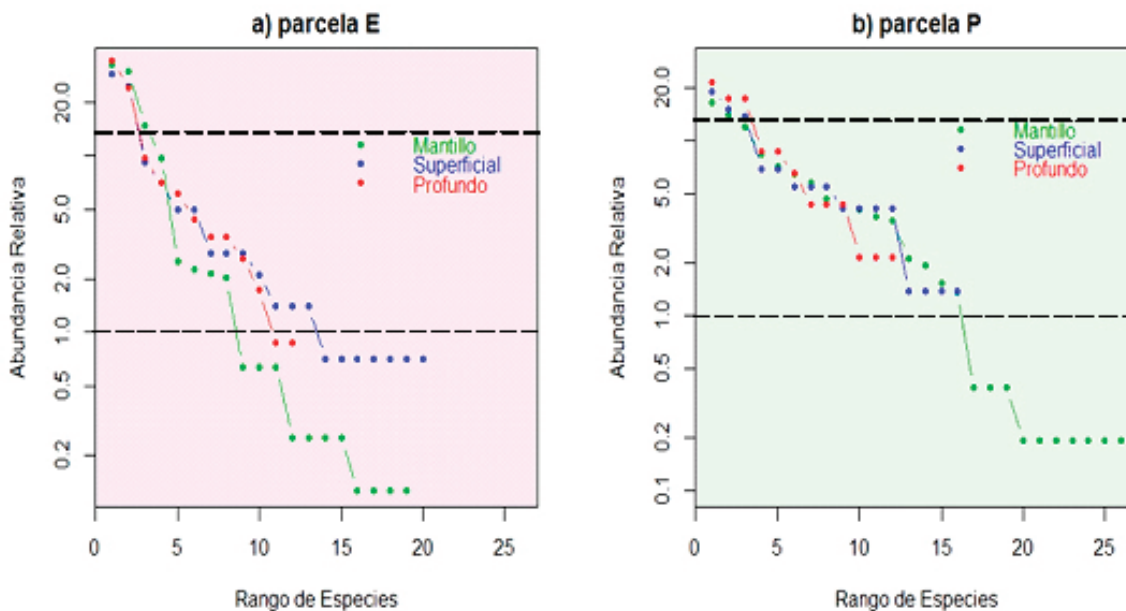 a) parcela E
Abundancia Relativa
20.0
5.0
2.0
1.0
0.5
0.2
Mantillo
Superficial
Profundo
0 5 10 15 20 25
Rango de Especies
b) parcela P
Abundancia Relativa
20.0
5.0
2.0
1.0
0.5
0.2
0.1
Mantillo
Superficial
Profundo
0 5 10 15 20 25
Rango de Especies